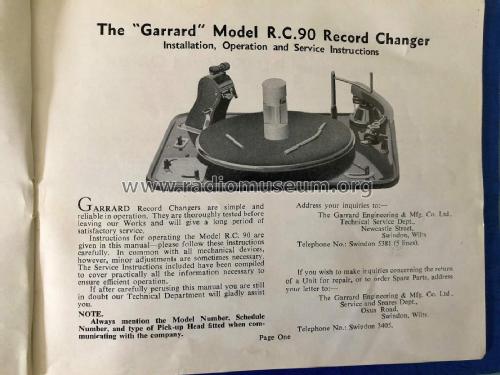 The "Garrard" Model R.C.90 Record Changer
Installation, Operation and Service Instructions
www.radiomuseum.org
GARRARD Record Changers are simple and
reliable in operation. They are thoroughly tested before
leaving our Works and will give a long period of
satisfactory service.
Instructions for operating the Model R.C. 90 are
given in this manual—please follow these instructions
carefully. In common with all mechanical devices,
however, minor adjustments are sometimes necessary.
The Service Instructions included have been compiled
to cover practically all the information necessary to
ensure efficient operation.
If after carefully perusing this manual you are still
in doubt our Technical Department will gladly assist
you.
NOTE.
Always mention the Model Number, Schedule
Number, and type of Pick-up Head fitted when com-
municating with the company.
Address your inquiries to:—
The Garrard Engineering & Mfg. Co. Ltd.,
Technical Service Dept.,
Newcastle Street,
Swindon, Wilts.
Telephone No.: Swindon 5381 (5 lines).
If you wish to make inquiries concerning the return
of a Unit for repair, or to order Spare Parts, address
your letter to:—
The Garrard Engineering & Mfg. Co. Ltd.,
Service and Spares Dept.,
Osus Road,
Swindon, Wilts.
Telephone No.: Swindon 3405.
Page One